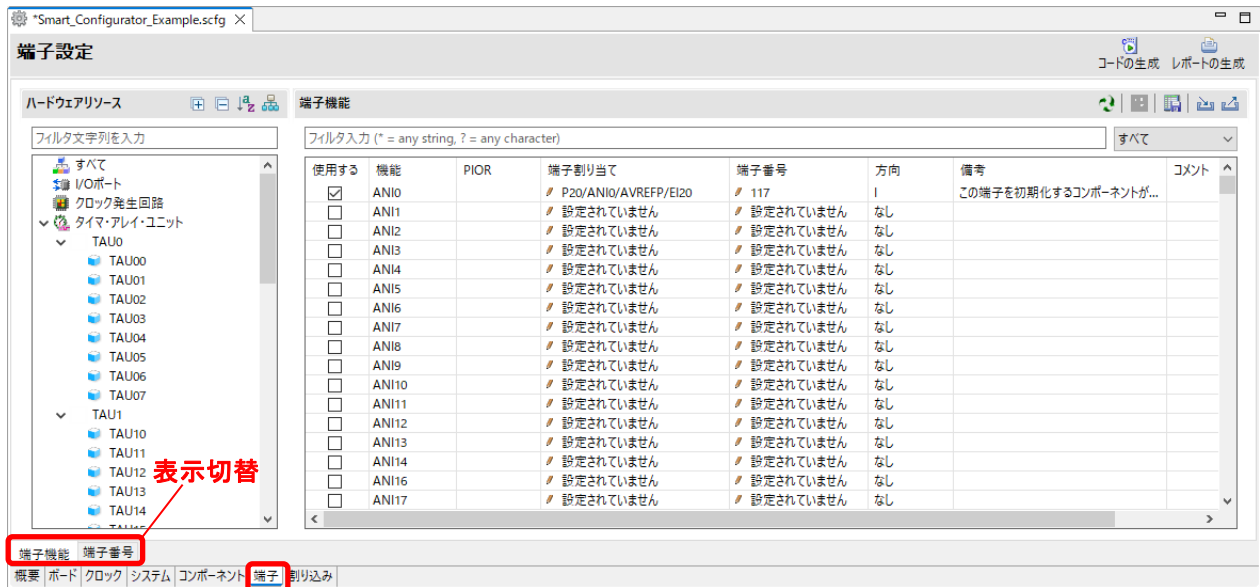 *Smart_Configurator_Example.scfg
端子設定
コードの生成 レポートの生成
ハードウェアリソース
端子機能
フィルタ文字列を入力
フィルタ入力 (* = any string, ? = any character)
すべて
すべて
I/Oポート
クロック発生回路
タイマ・アレイ・ユニット
TAU0
TAU00
TAU01
TAU02
TAU03
TAU04
TAU05
TAU06
TAU07
TAU1
TAU10
TAU11
TAU12
TAU13
TAU14
使用する 機能 PIOR 端子割り当て 端子番号 方向 備考 コメント
ANI0 P20/ANI0/AVREFP/EI20 117 I この端子を初期化するコンポーネントが...
ANI1 設定されていません 設定されていません なし
ANI2 設定されていません 設定されていません なし
ANI3 設定されていません 設定されていません なし
ANI4 設定されていません 設定されていません なし
ANI5 設定されていません 設定されていません なし
ANI6 設定されていません 設定されていません なし
ANI7 設定されていません 設定されていません なし
ANI8 設定されていません 設定されていません なし
ANI9 設定されていません 設定されていません なし
ANI10 設定されていません 設定されていません なし
ANI11 設定されていません 設定されていません なし
ANI12 設定されていません 設定されていません なし
ANI13 設定されていません 設定されていません なし
ANI14 設定されていません 設定されていません なし
ANI16 設定されていません 設定されていません なし
ANI17 設定されていません 設定されていません なし
表示切替
端子機能 端子番号
概要 ボード クロック システム コンポーネント 端子 割り込み